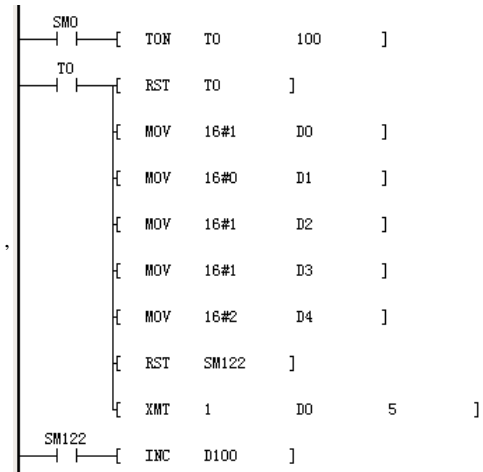 SM0
[ TON T0 100 ]
T0
[ RST T0 ]
[ MOV 16#1 D0 ]
[ MOV 16#0 D1 ]
[ MOV 16#1 D2 ]
,
[ MOV 16#1 D3 ]
[ MOV 16#2 D4 ]
[ RST SM122 ]
[ XMT 1 D0 5 ]
SM122
[ INC D100 ]